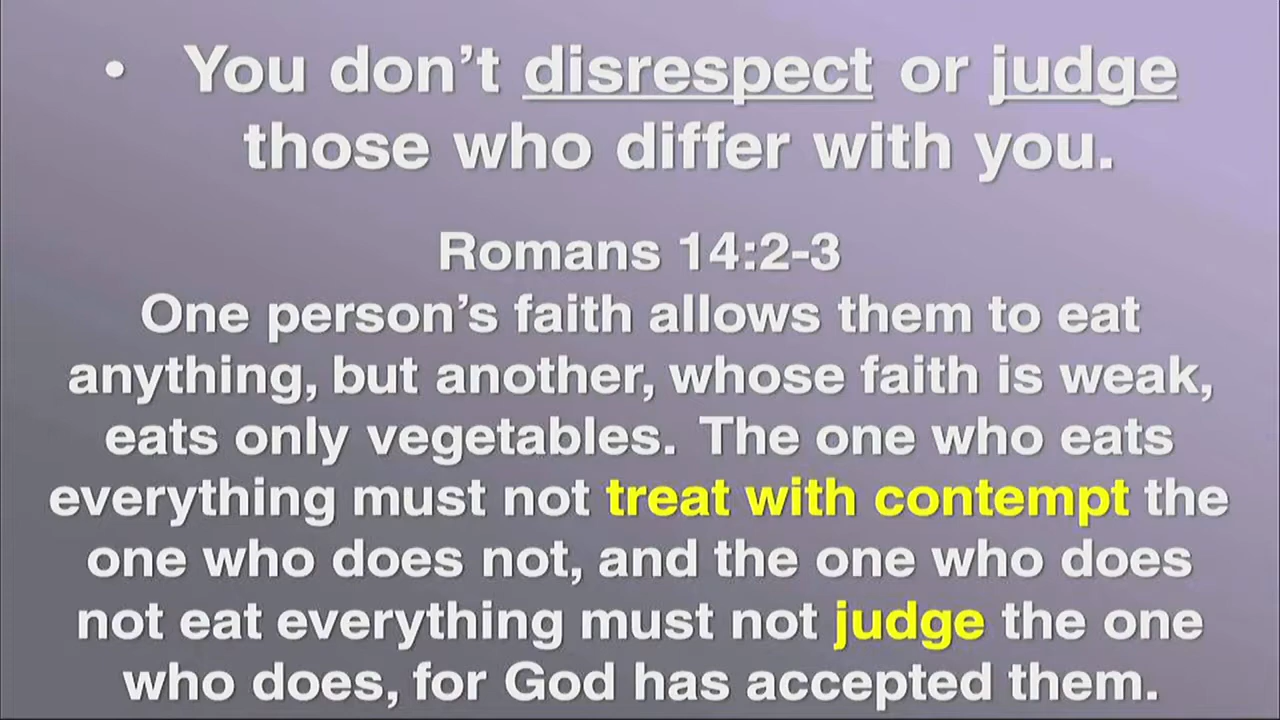 • You don’t disrespect or judge
those who differ with you.
Romans 14:2-3
One person’s faith allows them to eat
anything, but another, whose faith is weak,
eats only vegetables. The one who eats
everything must not treat with contempt the
one who does not, and the one who does
not eat everything must not judge the one
who does, for God has accepted them.